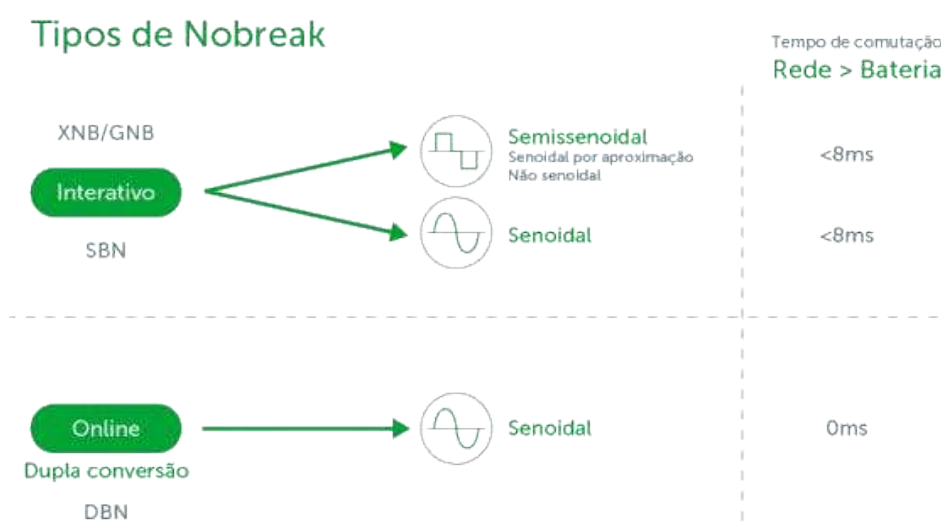 Tipos de Nobreak
Tempo de comutação
Rede > Bateria
XNB/GNB
Interativo
SBN
Semissenoidal
Senoidal por aproximação
Não senoidal
<8ms
Senoidal
<8ms
Online
Dupla conversão
DBN
Senoidal
0ms